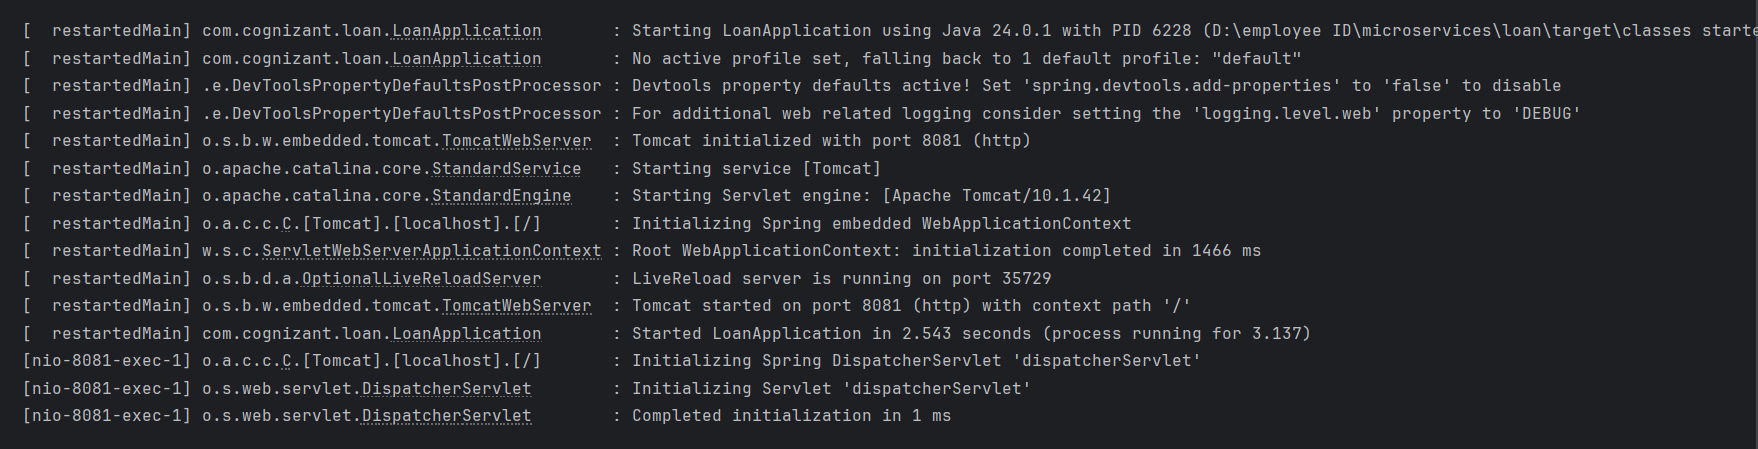 [  restartedMain] com.cognizant.loan.LoanApplication       : Starting LoanApplication using Java 24.0.1 with PID 6228 (D:\employee ID\microservices\loan\target\classes starte
[  restartedMain] com.cognizant.loan.LoanApplication       : No active profile set, falling back to 1 default profile: "default"
[  restartedMain] .e.DevToolsPropertyDefaultsPostProcessor : Devtools property defaults active! Set 'spring.devtools.add-properties' to 'false' to disable
[  restartedMain] .e.DevToolsPropertyDefaultsPostProcessor : For additional web related logging consider setting the 'logging.level.web' property to 'DEBUG'
[  restartedMain] o.s.b.w.embedded.tomcat.TomcatWebServer  : Tomcat initialized with port 8081 (http)
[  restartedMain] o.apache.catalina.core.StandardService   : Starting service [Tomcat]
[  restartedMain] o.apache.catalina.core.StandardEngine    : Starting Servlet engine: [Apache Tomcat/10.1.42]
[  restartedMain] o.a.c.c.C.[Tomcat].[localhost].[/]       : Initializing Spring embedded WebApplicationContext
[  restartedMain] w.s.c.ServletWebServerApplicationContext : Root WebApplicationContext: initialization completed in 1466 ms
[  restartedMain] o.s.b.d.a.OptionalLiveReloadServer       : LiveReload server is running on port 35729
[  restartedMain] o.s.b.w.embedded.tomcat.TomcatWebServer  : Tomcat started on port 8081 (http) with context path '/'
[  restartedMain] com.cognizant.loan.LoanApplication       : Started LoanApplication in 2.543 seconds (process running for 3.137)
[nio-8081-exec-1] o.a.c.c.C.[Tomcat].[localhost].[/]       : Initializing Spring DispatcherServlet 'dispatcherServlet'
[nio-8081-exec-1] o.s.web.servlet.DispatcherServlet        : Initializing Servlet 'dispatcherServlet'
[nio-8081-exec-1] o.s.web.servlet.DispatcherServlet        : Completed initialization in 1 ms